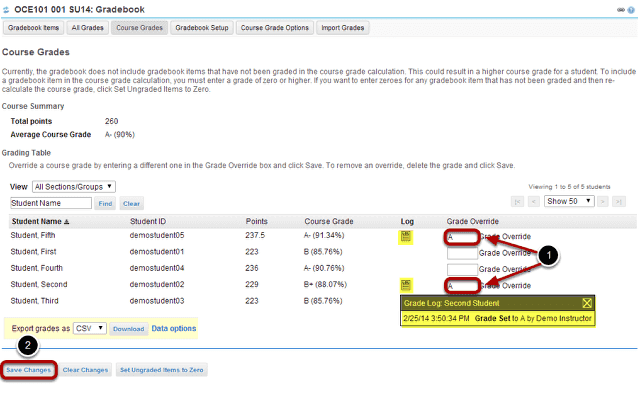 OCE101 001 SU14: Gradebook
Gradebook Items All Grades Course Grades Gradebook Setup Course Grade Options Import Grades
Course Grades
Currently, the gradebook does not include gradebook items that have not been graded in the course grade calculation. This could result in a higher course grade for a student. To include
a gradebook item in the course grade calculation, you must enter a grade of zero or higher. If you want to enter zeroes for any gradebook item that has not been graded and then re-
calculate the course grade, click Set Ungraded Items to Zero.
Course Summary
Total points 260
Average Course Grade A- (90%)
Grading Table
Override a course grade by entering a different one in the Grade Override box and click Save. To remove an override, delete the grade and click Save.
View All Sections/Groups Viewing 1 to 5 of 5 students
Student Name Find Clear |< < Show 50 > >|
Student Name Student ID Points Course Grade Log Grade Override
Student, Fifth demostudent05 237.5 A- (91.34%) A Grade Override
Student, First demostudent01 223 B (85.76%) Grade Override
1
Student, Fourth demostudent04 236 A- (90.76%) Grade Override
Student, Second demostudent02 229 B+ (88.07%) A Grade Override
Student, Third demostudent03 223 B (85.76%)
Grade Log: Second Student
2/25/14 3:50:34 PM Grade Set to A by Demo Instructor
Export grades as CSV Download Data options
2
Save Changes Clear Changes Set Ungraded Items to Zero